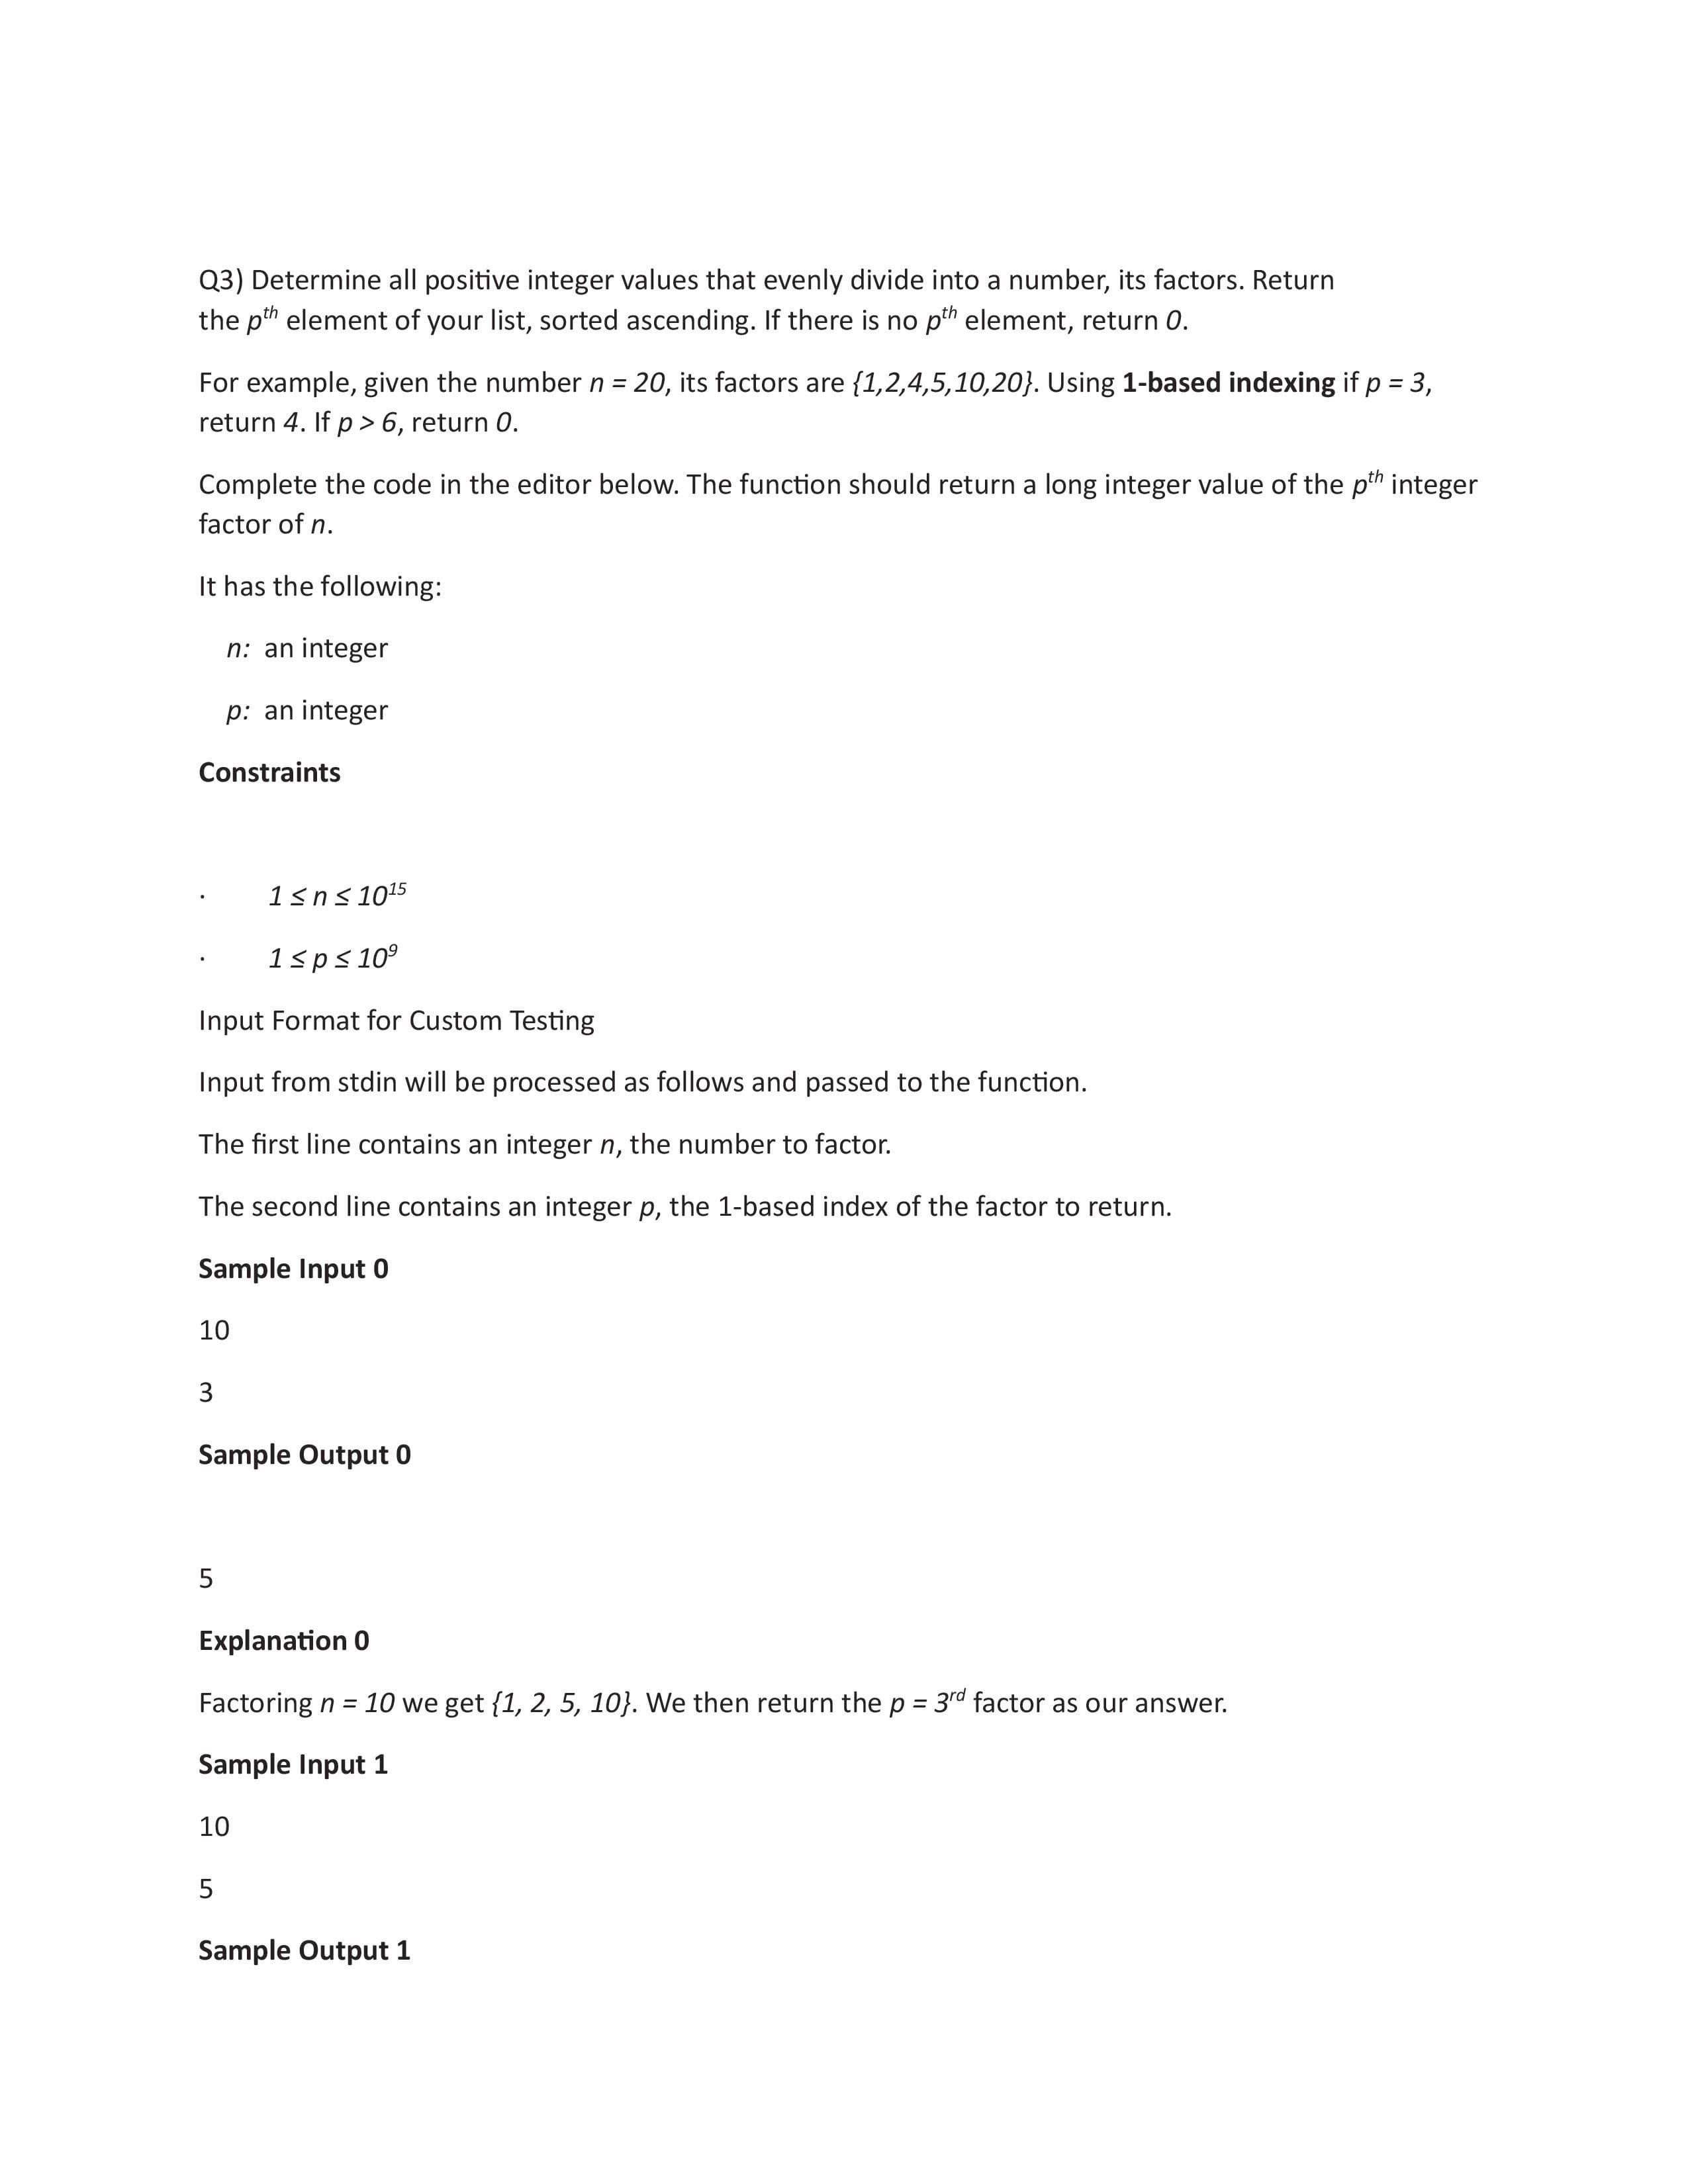 Q3) Determine all positive integer values that evenly divide into a number, its factors. Return
the pth element of your list, sorted ascending. If there is no pth element, return 0.
For example, given the number n = 20, its factors are {1,2,4,5,10,20}. Using 1-based indexing if p = 3,
return 4. If p > 6, return 0.
Complete the code in the editor below. The function should return a long integer value of the pth integer
factor of n.
It has the following:
n: an integer
p: an integer
Constraints
· 1 ≤ n ≤ 10^15
· 1 ≤ p ≤ 10^9
Input Format for Custom Testing
Input from stdin will be processed as follows and passed to the function.
The first line contains an integer n, the number to factor.
The second line contains an integer p, the 1-based index of the factor to return.
Sample Input 0
10
3
Sample Output 0
5
Explanation 0
Factoring n = 10 we get {1, 2, 5, 10}. We then return the p = 3rd factor as our answer.
Sample Input 1
10
5
Sample Output 1